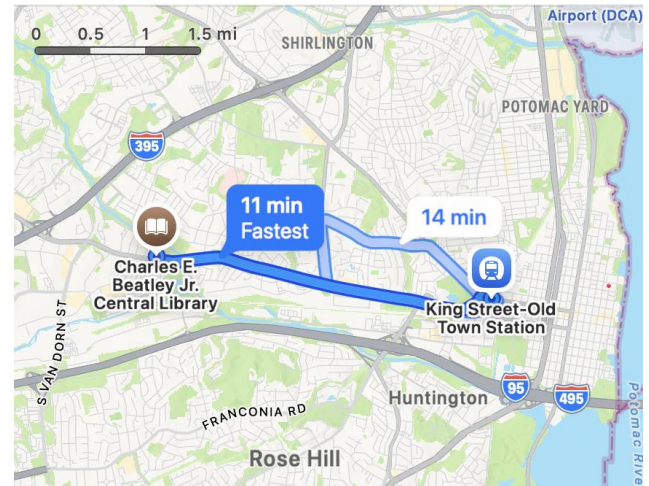 Airport (DCA)
0 0.5 1 1.5 mi
SHIRLINGTON
POTOMAC YARD
395
11 min
Fastest
14 min
Charles E.
Beatley Jr.
Central Library
King Street-Old
Town Station
S VAN DORN ST
95
495
Huntington
FRANCONIA RD
Rose Hill
Potomac River